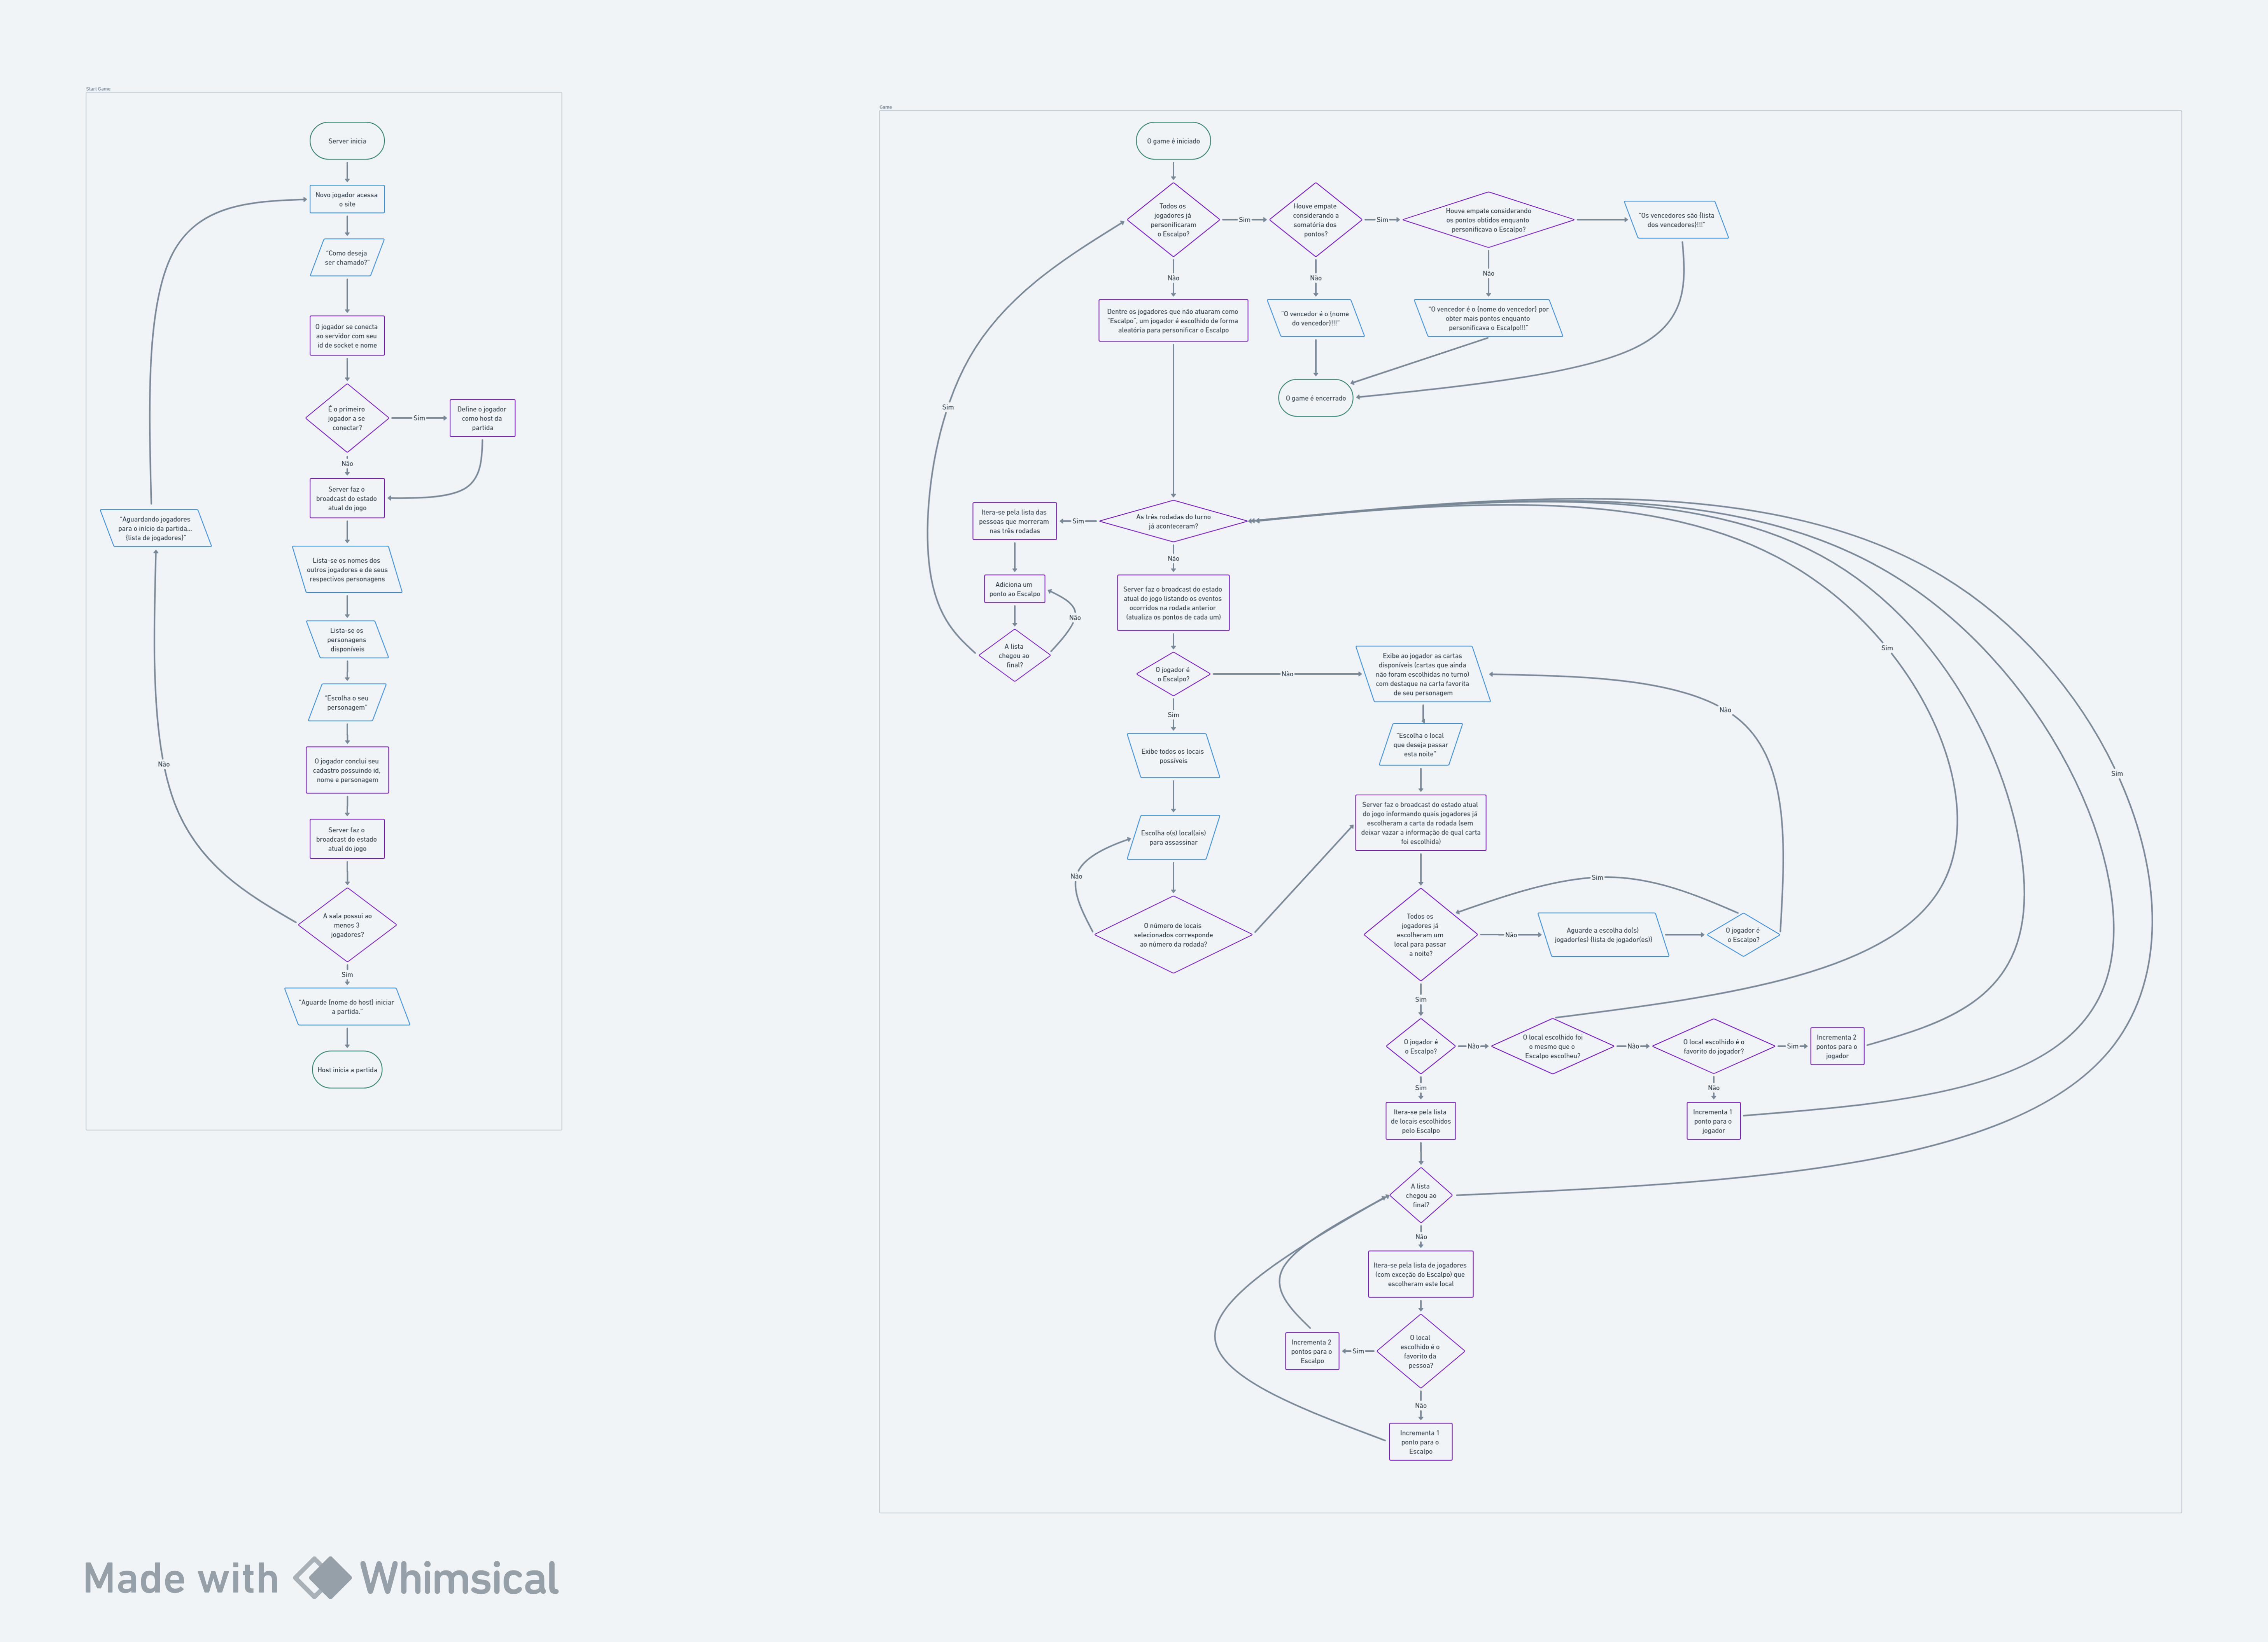 Start Game
Server inicia
Novo jogador acessa
o site
"Como deseja
ser chamado?"
O jogador se conecta
ao servidor com seu
id de socket e nome
É o primeiro
jogador a se
conectar?
Sim
Define o jogador
como host da
partida
Não
Server faz o
broadcast do estado
atual do jogo
"Aguardando jogadores
para o início da partida...
{lista de jogadores}"
Lista-se os nomes dos
outros jogadores e de seus
respectivos personagens
Lista-se os
personagens
disponíveis
"Escolha o seu
personagem"
O jogador conclui seu
cadastro possuindo id,
nome e personagem
Não
Server faz o
broadcast do estado
atual do jogo
A sala possui ao
menos 3
jogadores?
Sim
"Aguarde {nome do host} iniciar
a partida."
Host inicia a partida
Game
O game é iniciado
Todos os
jogadores já
personificaram
o Escalpo?
Sim
Houve empate
considerando a
somatória dos
pontos?
Sim
Houve empate considerando
os pontos obtidos enquanto
personificava o Escalpo?
"Os vencedores são {lista
dos vencedores}!!!"
Não
Não
Não
Dentre os jogadores que não atuaram como
"Escalpo", um jogador é escolhido de forma
aleatória para personificar o Escalpo
"O vencedor é o {nome
do vencedor}!!!"
"O vencedor é o {nome do vencedor} por
obter mais pontos enquanto
personificava o Escalpo!!!"
O game é encerrado
Sim
Itera-se pela lista das
pessoas que morreram
nas três rodadas
Sim
As três rodadas do turno
já aconteceram?
Não
Adiciona um
ponto ao Escalpo
Não
A lista
chegou ao
final?
Server faz o broadcast do estado
atual do jogo listando os eventos
ocorridos na rodada anterior
(atualiza os pontos de cada um)
O jogador é
o Escalpo?
Não
Exibe ao jogador as cartas
disponíveis (cartas que ainda
não foram escolhidas no turno)
com destaque na carta favorita
de seu personagem
Sim
Não
Sim
Exibe todos os locais
possíveis
"Escolha o local
que deseja passar
esta noite"
Sim
Escolha o(s) local(ais)
para assassinar
Server faz o broadcast do estado atual
do jogo informando quais jogadores já
escolheram a carta da rodada (sem
deixar vazar a informação de qual carta
foi escolhida)
Não
Sim
O número de locais
selecionados corresponde
ao número da rodada?
Todos os
jogadores já
escolheram um
local para passar
a noite?
Não
Aguarde a escolha do(s)
jogador(es) {lista de jogador(es)}
O jogador é
o Escalpo?
Sim
O jogador é
o Escalpo?
Não
O local escolhido foi
o mesmo que o
Escalpo escolheu?
Não
O local escolhido é o
favorito do jogador?
Sim
Incrementa 2
pontos para o
jogador
Sim
Não
Itera-se pela lista
de locais escolhidos
pelo Escalpo
Incrementa 1
ponto para o
jogador
A lista
chegou ao
final?
Não
Itera-se pela lista de jogadores
(com exceção do Escalpo) que
escolheram este local
Incrementa 2
pontos para o
Escalpo
Sim
O local
escolhido é o
favorito da
pessoa?
Não
Incrementa 1
ponto para o
Escalpo
Made with Whimsical